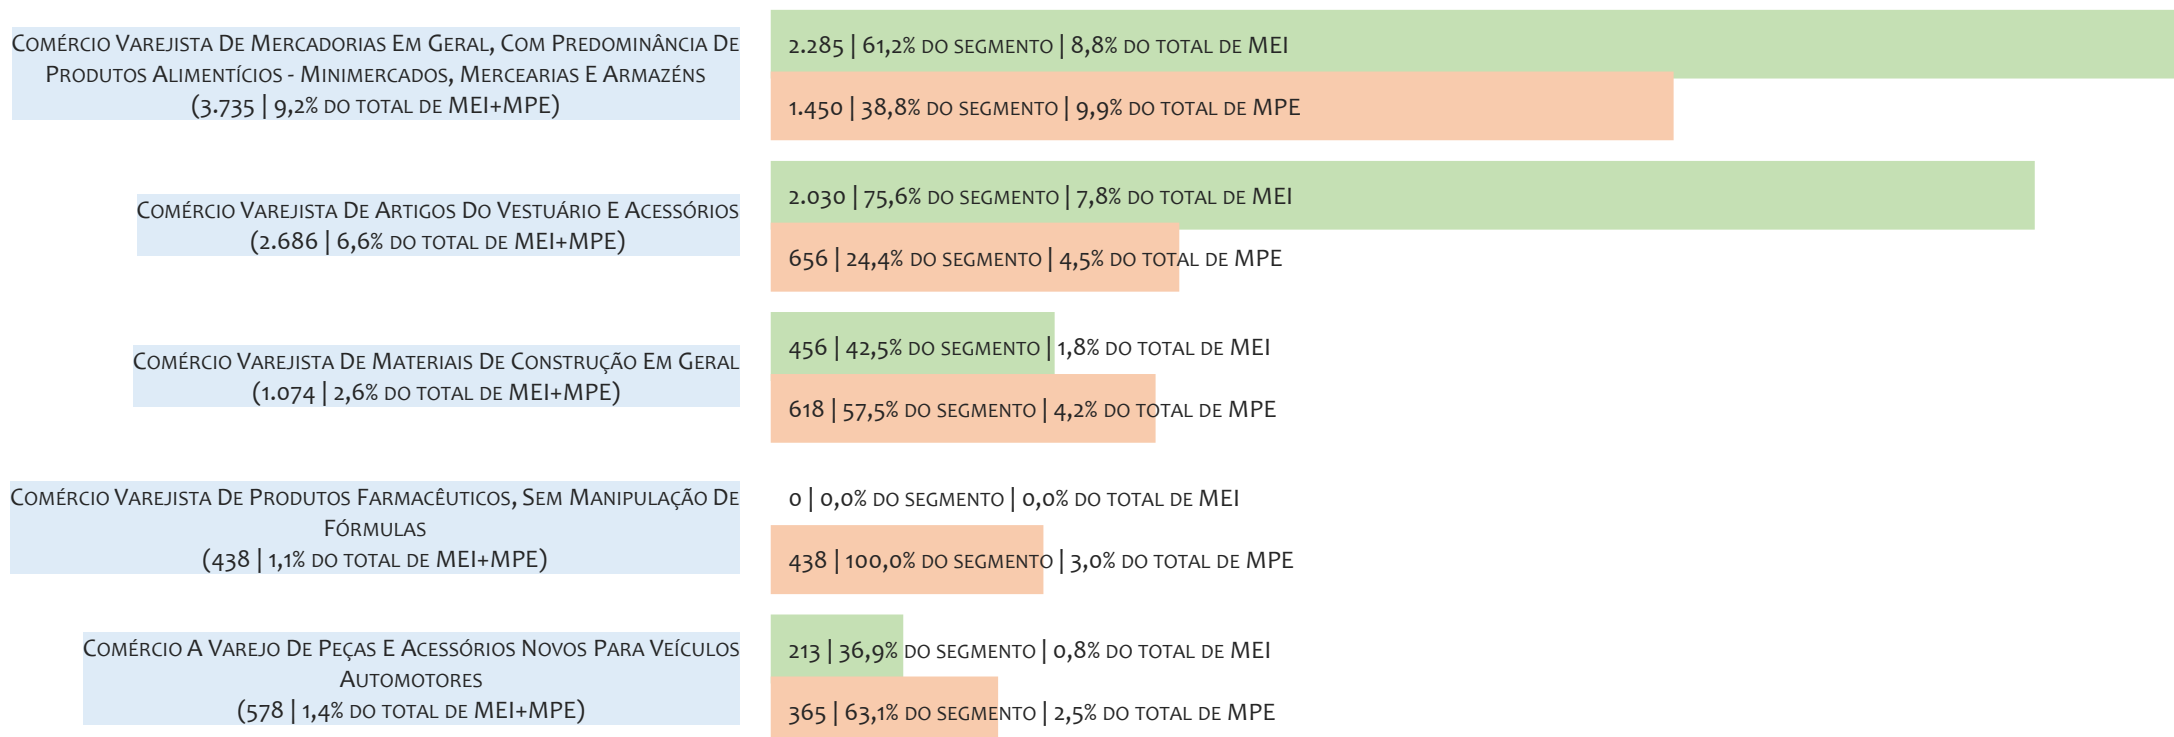 Comércio Varejista De Mercadorias Em Geral, Com Predominância De
Produtos Alimentícios - Minimercados, Mercearias E Armazéns
(3.735 | 9,2% do total de MEI+MPE)
2.285 | 61,2% do segmento | 8,8% do total de MEI
1.450 | 38,8% do segmento | 9,9% do total de MPE
Comércio Varejista De Artigos Do Vestuário E Acessórios
(2.686 | 6,6% do total de MEI+MPE)
2.030 | 75,6% do segmento | 7,8% do total de MEI
656 | 24,4% do segmento | 4,5% do total de MPE
Comércio Varejista De Materiais De Construção Em Geral
(1.074 | 2,6% do total de MEI+MPE)
456 | 42,5% do segmento | 1,8% do total de MEI
618 | 57,5% do segmento | 4,2% do total de MPE
Comércio Varejista De Produtos Farmacêuticos, Sem Manipulação De
Fórmulas
(438 | 1,1% do total de MEI+MPE)
0 | 0,0% do segmento | 0,0% do total de MEI
438 | 100,0% do segmento | 3,0% do total de MPE
Comércio A Varejo De Peças E Acessórios Novos Para Veículos
Automotores
(578 | 1,4% do total de MEI+MPE)
213 | 36,9% do segmento | 0,8% do total de MEI
365 | 63,1% do segmento | 2,5% do total de MPE